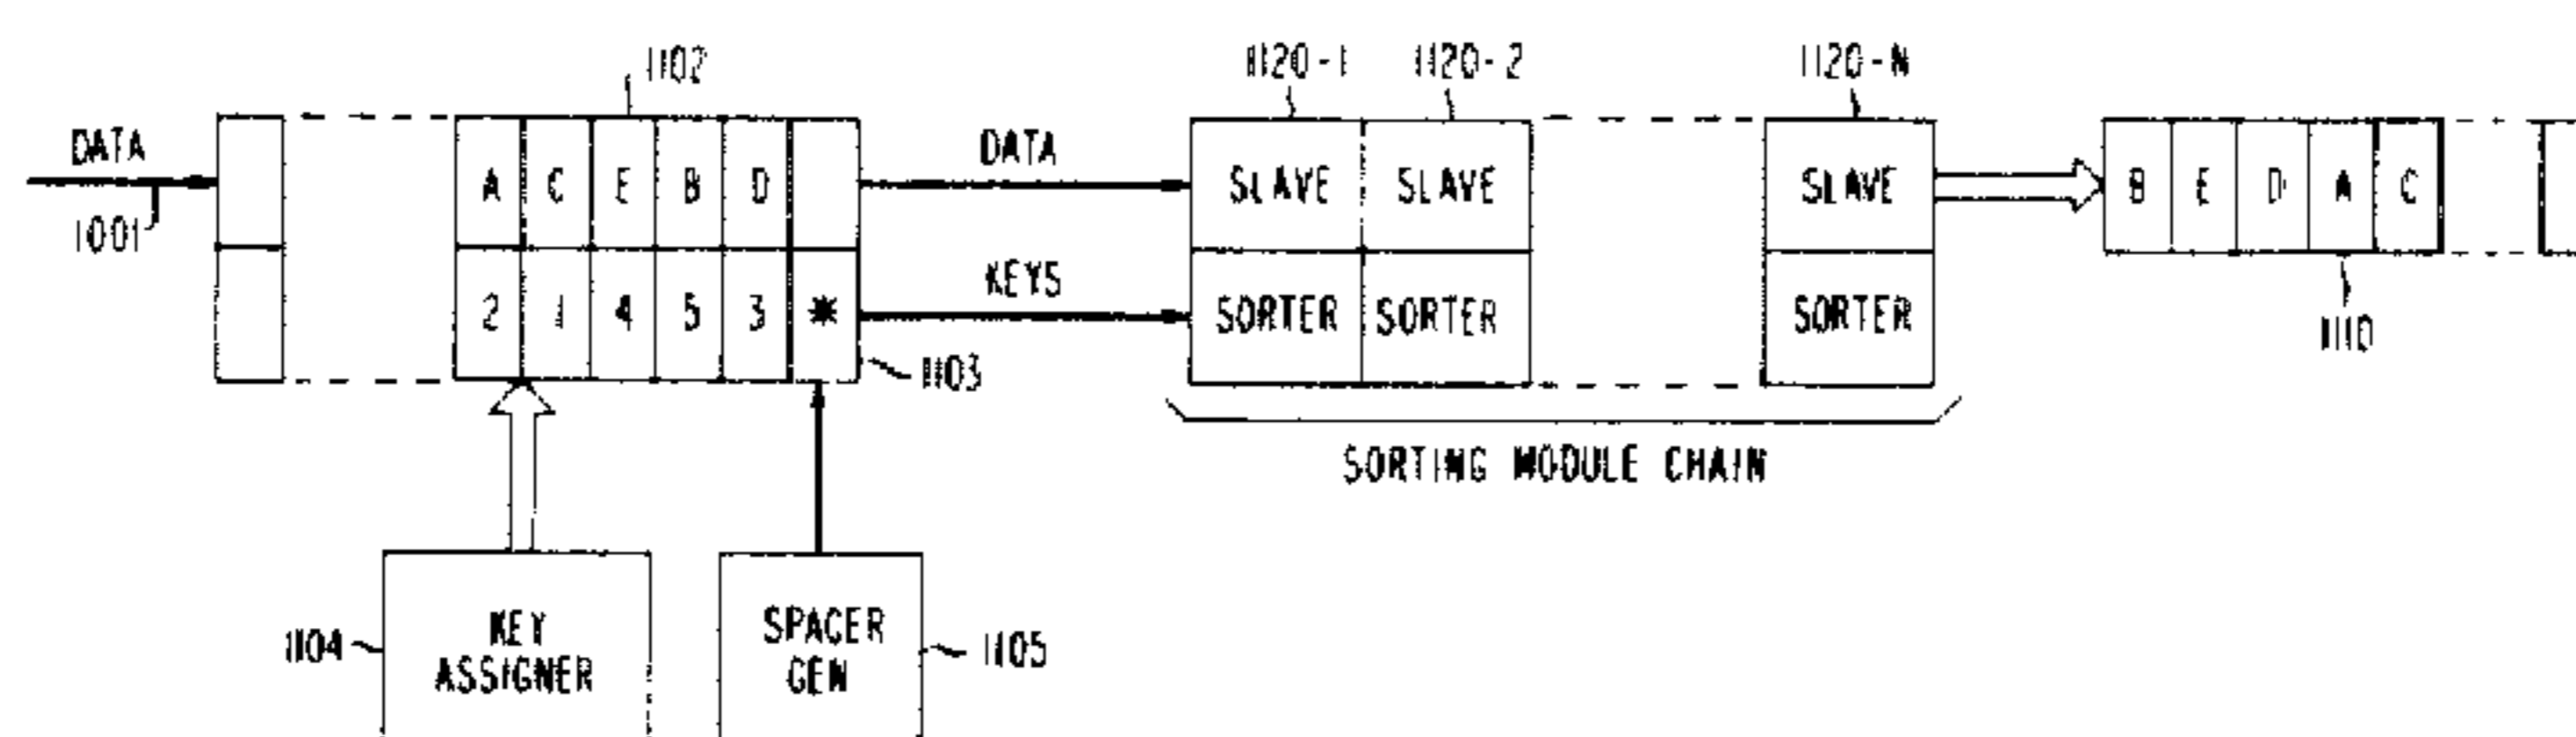 1102
1120-1 1120-2 1120-N
DATA A C E B D DATA SLAVE SLAVE SLAVE B E D A C
1001
2 1 4 5 3 * KEYS SORTER SORTER SORTER
1103 1110
SORTING MODULE CHAIN
1104 KEY ASSIGNER
SPACER GEN 1105